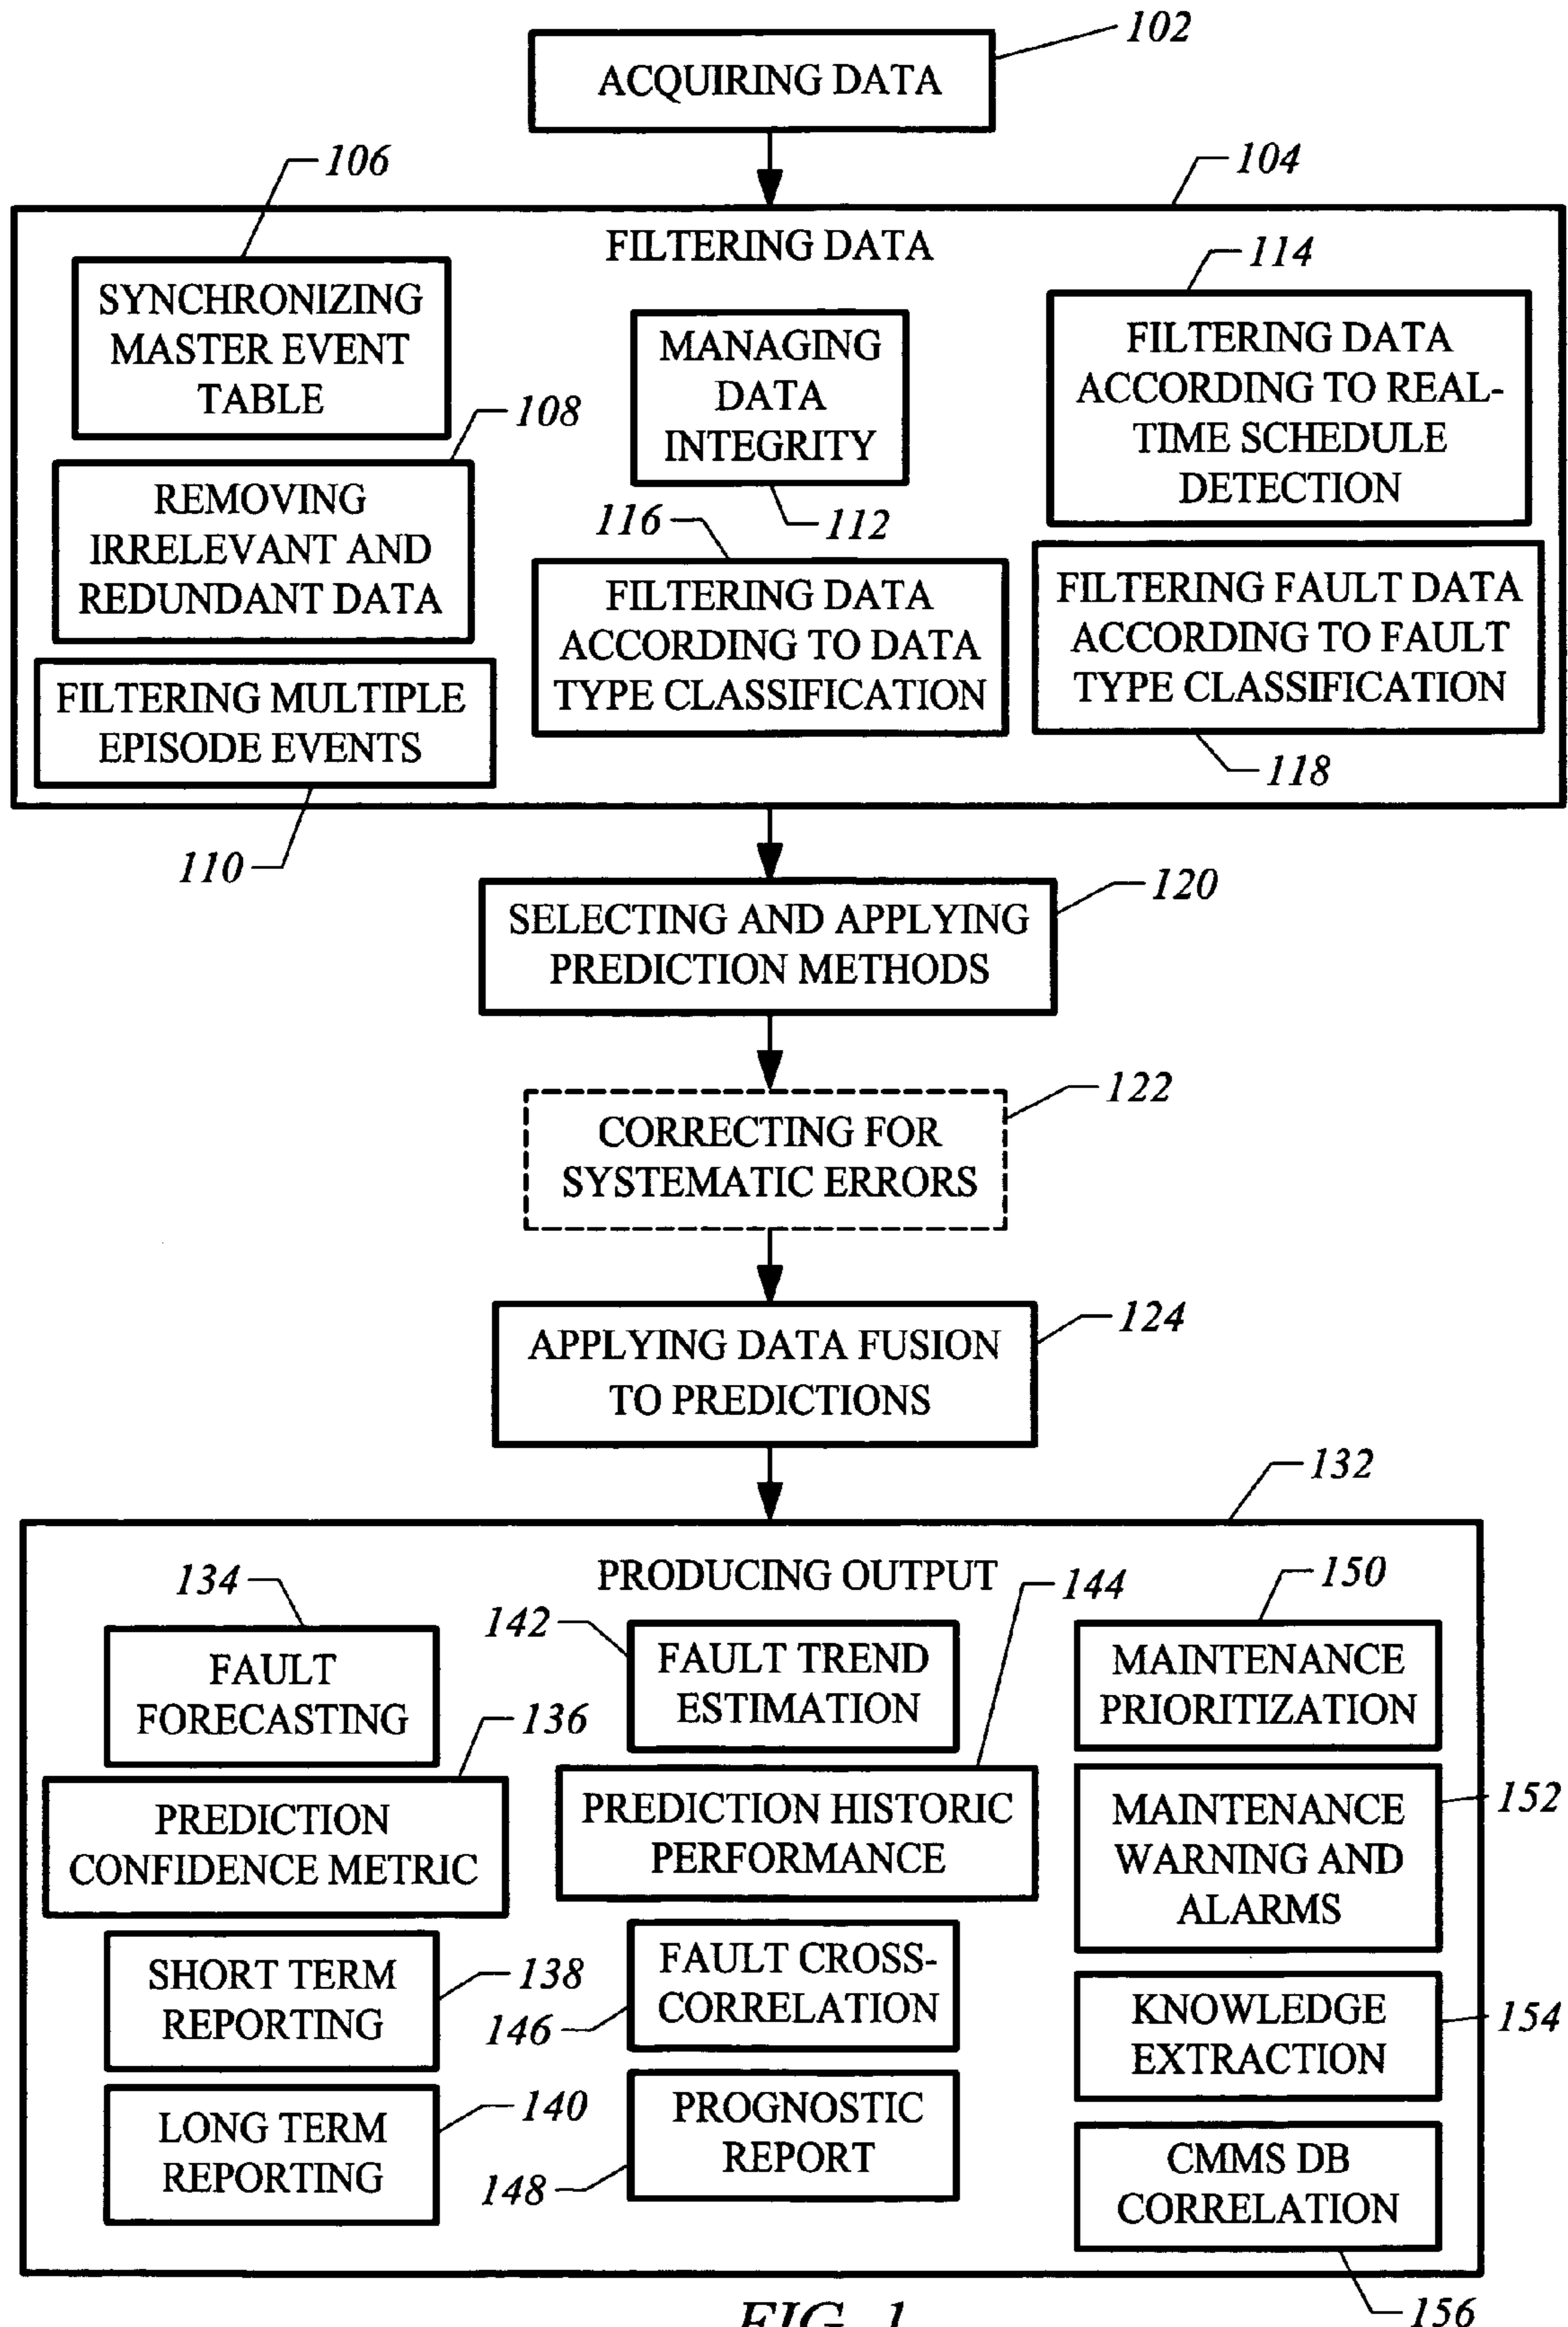 102
ACQUIRING DATA
106
104
FILTERING DATA
SYNCHRONIZING
MASTER EVENT
TABLE
108
REMOVING
IRRELEVANT AND
REDUNDANT DATA
FILTERING MULTIPLE
EPISODE EVENTS
110
MANAGING
DATA
INTEGRITY
112
116
FILTERING DATA
ACCORDING TO DATA
TYPE CLASSIFICATION
114
FILTERING DATA
ACCORDING TO REAL-
TIME SCHEDULE
DETECTION
FILTERING FAULT DATA
ACCORDING TO FAULT
TYPE CLASSIFICATION
118
120
SELECTING AND APPLYING
PREDICTION METHODS
122
CORRECTING FOR
SYSTEMATIC ERRORS
124
APPLYING DATA FUSION
TO PREDICTIONS
132
PRODUCING OUTPUT
134
FAULT
FORECASTING
136
PREDICTION
CONFIDENCE METRIC
SHORT TERM
REPORTING
138
LONG TERM
REPORTING
140
142
FAULT TREND
ESTIMATION
144
PREDICTION HISTORIC
PERFORMANCE
FAULT CROSS-
CORRELATION
146
PROGNOSTIC
REPORT
148
150
MAINTENANCE
PRIORITIZATION
MAINTENANCE
WARNING AND
ALARMS
152
KNOWLEDGE
EXTRACTION
154
CMMS DB
CORRELATION
156
FIG. 1